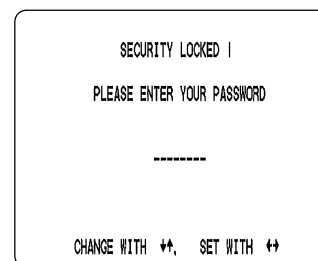 SECURITY LOCKED !
PLEASE ENTER YOUR PASSWORD
--------
CHANGE WITH ↓↑, SET WITH ←→